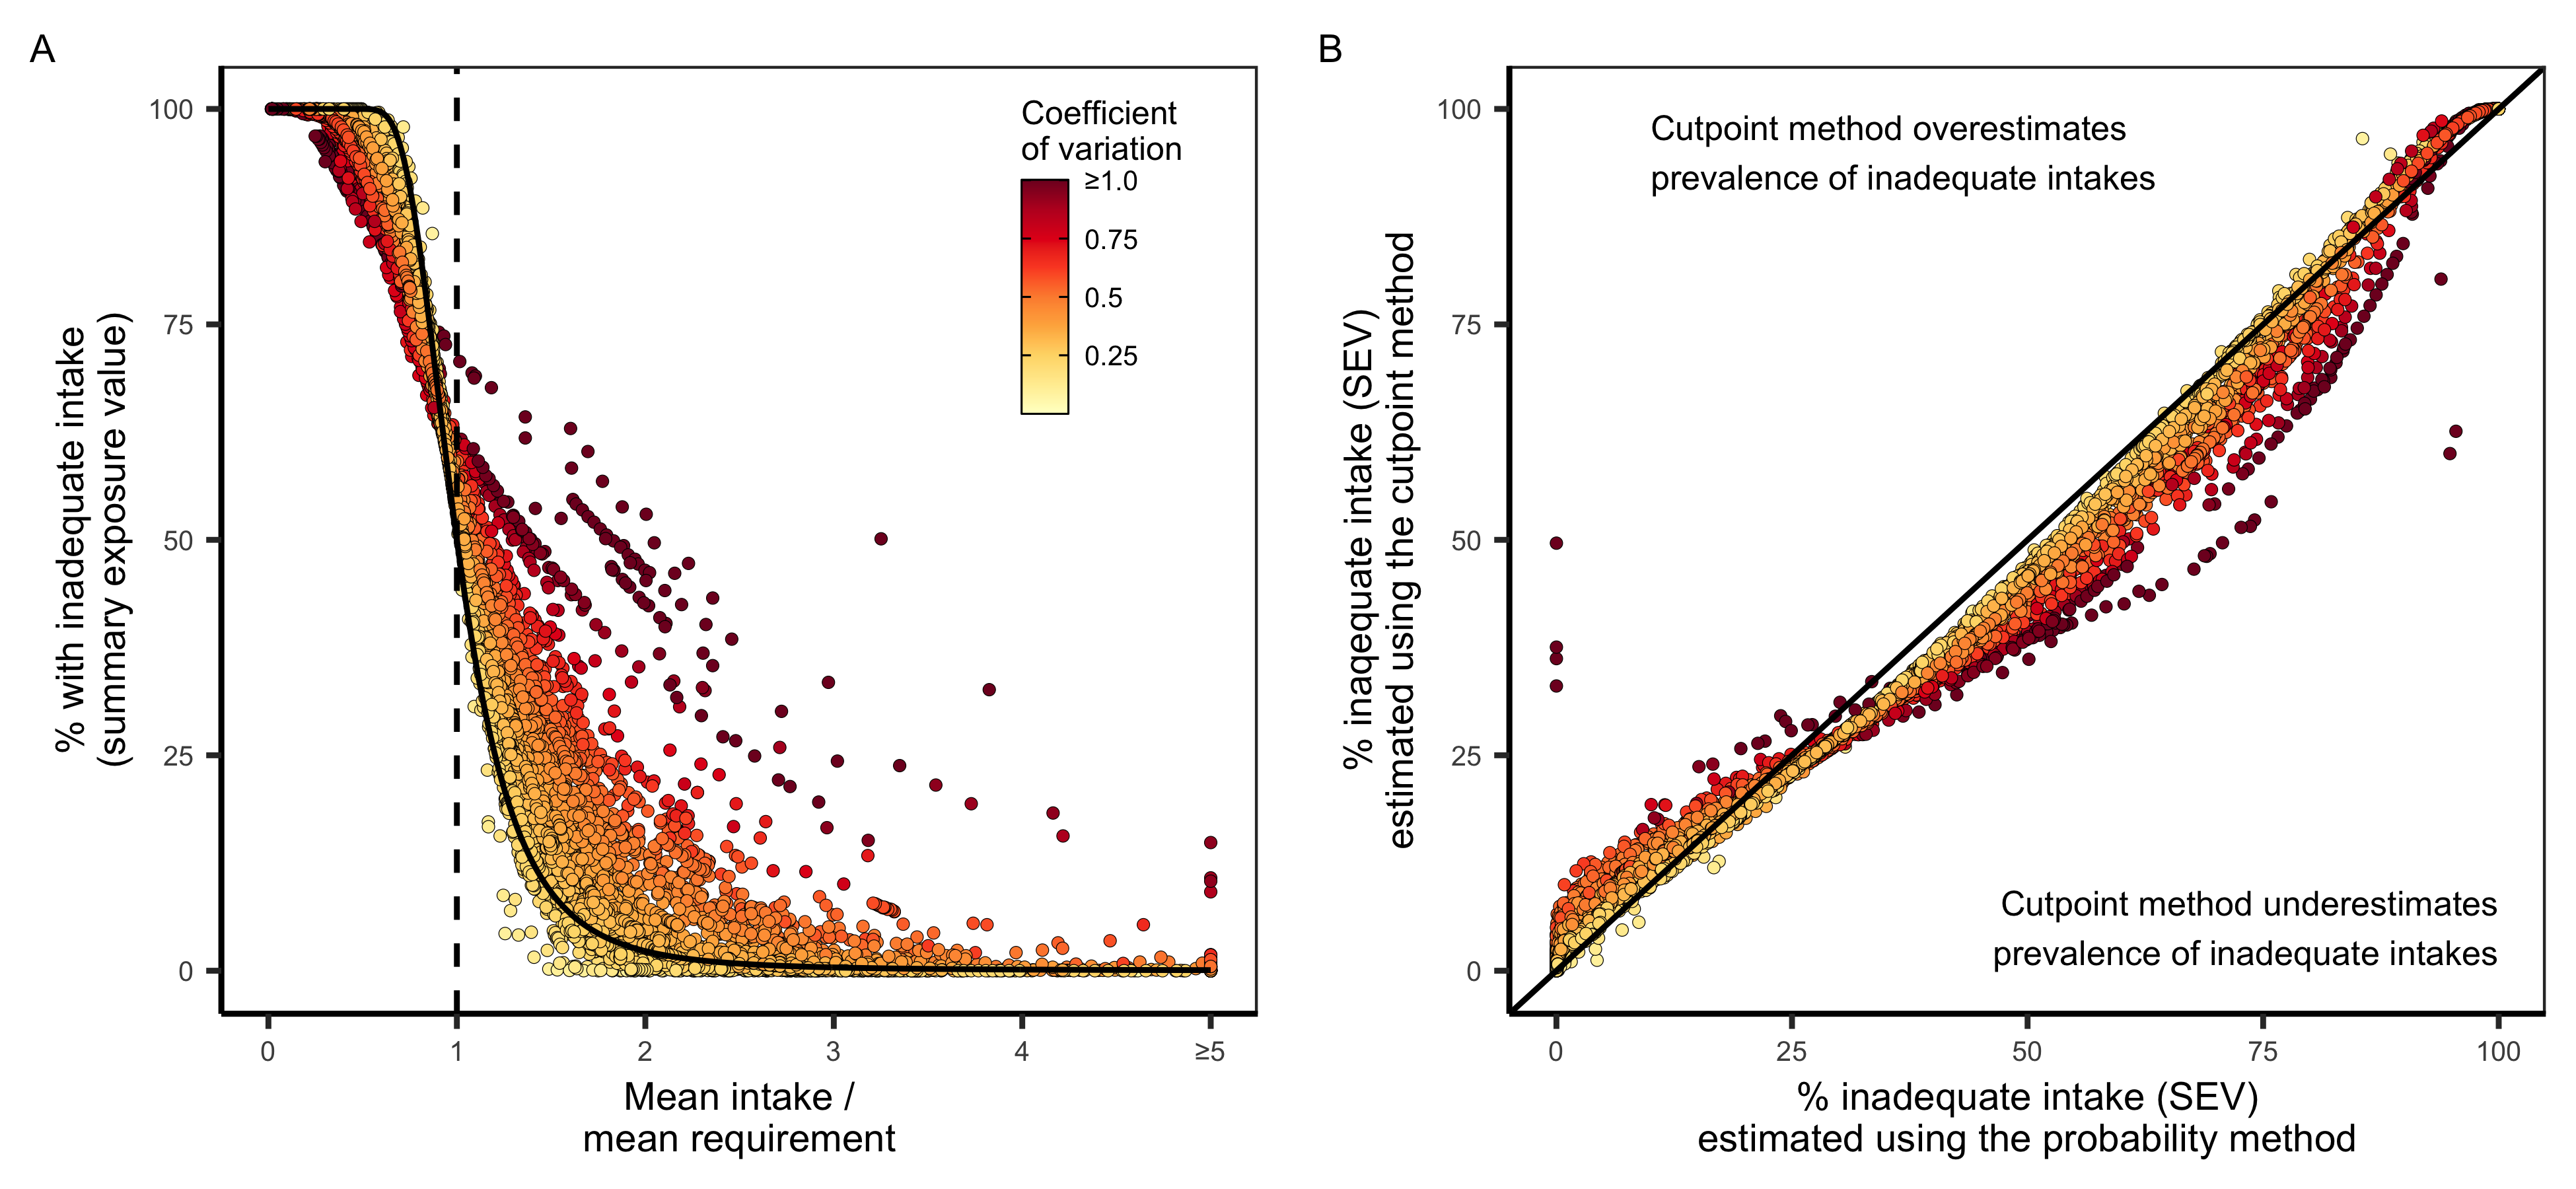 A
% with inadequate intake
(summary exposure value)
100
75
50
25
0
Coefficient
of variation
≥1.0
0.75
0.5
0.25
0
1
2
3
4
≥5
Mean intake /
mean requirement
B
% inaqequate intake (SEV)
estimated using the cutpoint method
100
75
50
25
0
Cutpoint method overestimates
prevalence of inadequate intakes
Cutpoint method underestimates
prevalence of inadequate intakes
0
25
50
75
100
% inadequate intake (SEV)
estimated using the probability method